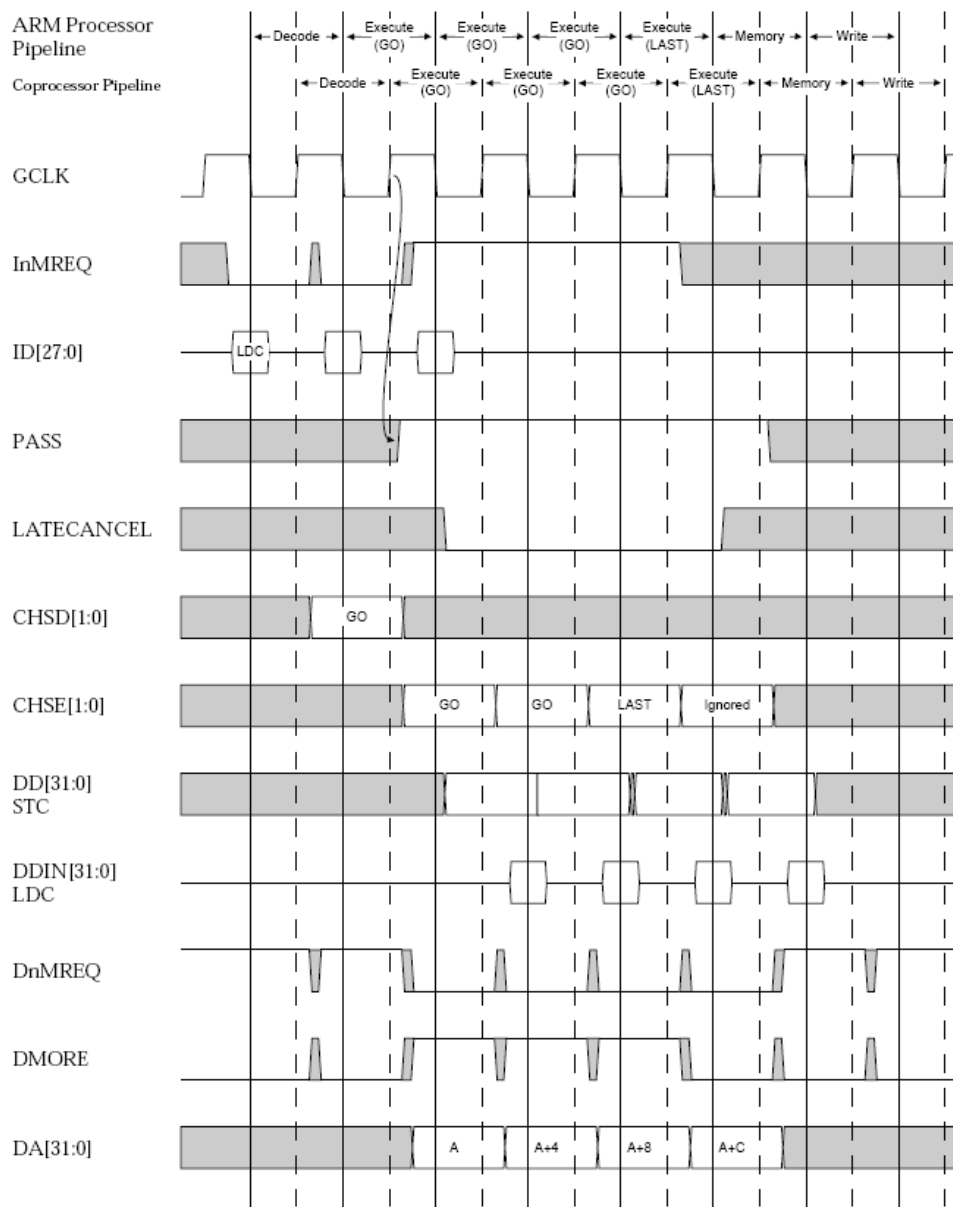 ARM Processor
Pipeline
Decode Execute (GO) Execute (GO) Execute (GO) Execute (LAST) Memory Write
Coprocessor Pipeline
Decode Execute (GO) Execute (GO) Execute (GO) Execute (LAST) Memory Write
GCLK
InMREQ
ID[27:0] LDC
PASS
LATECANCEL
CHSD[1:0] GO
CHSE[1:0] GO GO LAST Ignored
DD[31:0]
STC
DDIN[31:0]
LDC
DnMREQ
DMORE
DA[31:0] A A+4 A+8 A+C